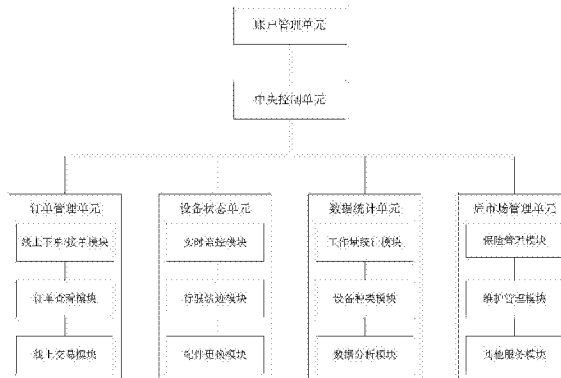 账户管理单元
中央控制单元
订单管理单元
线上下单/接单模块
订单查询模块
线上交易模块
设备状态单元
实时监控模块
行驶轨迹模块
配件更换模块
数据统计单元
工作量统计模块
设备种类模块
数据分析模块
后市场管理单元
保险管理模块
维护管理模块
其他服务模块